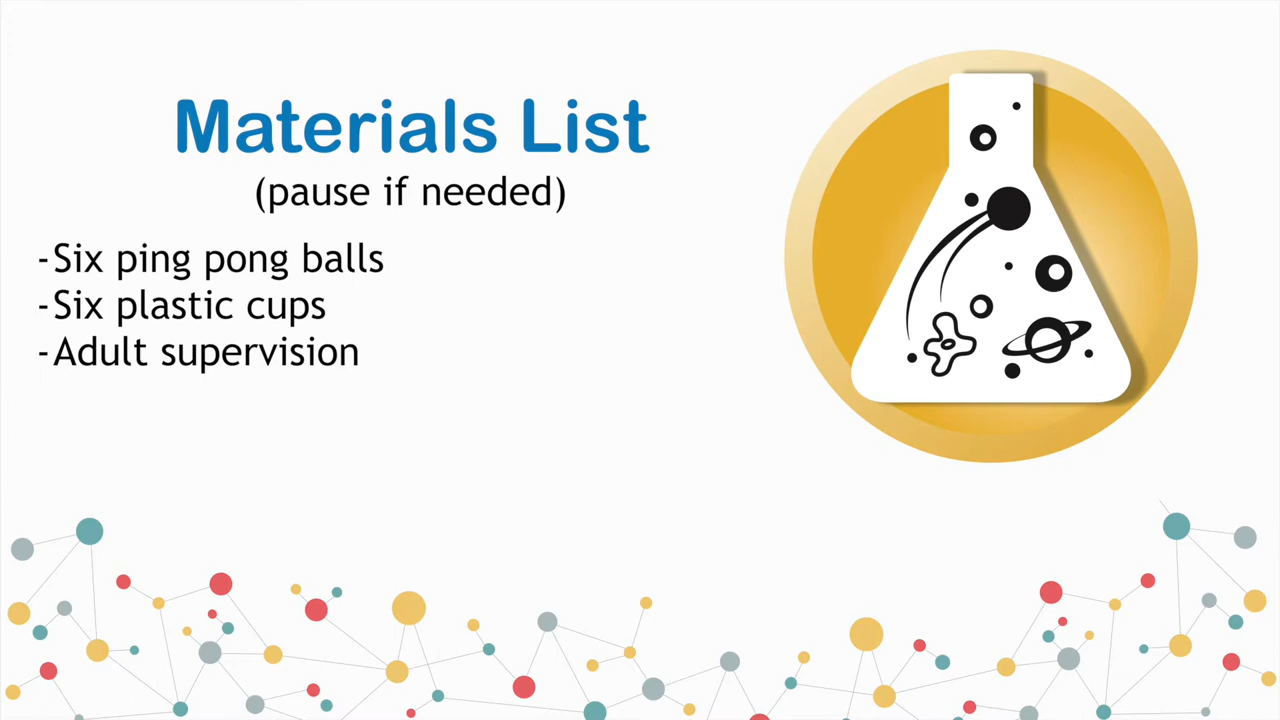 Materials List
(pause if needed)
-Six ping pong balls
-Six plastic cups
-Adult supervision